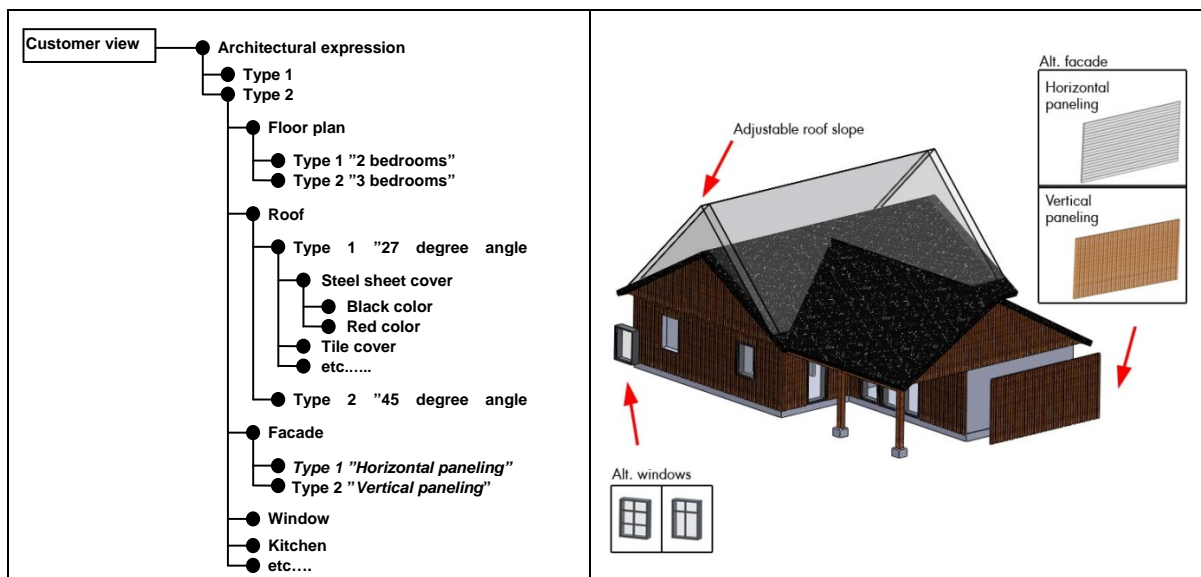 Customer view
Architectural expression
Type 1
Type 2
Floor plan
Type 1 ”2 bedrooms”
Type 2 ”3 bedrooms”
Roof
Type 1 ”27 degree angle
Steel sheet cover
Black color
Red color
Tile cover
etc.…..
Type 2 ”45 degree angle
Facade
Type 1 ”Horizontal paneling”
Type 2 ”Vertical paneling”
Window
Kitchen
etc….
Alt. facade
Horizontal
paneling
Adjustable roof slope
Vertical
paneling
Alt. windows